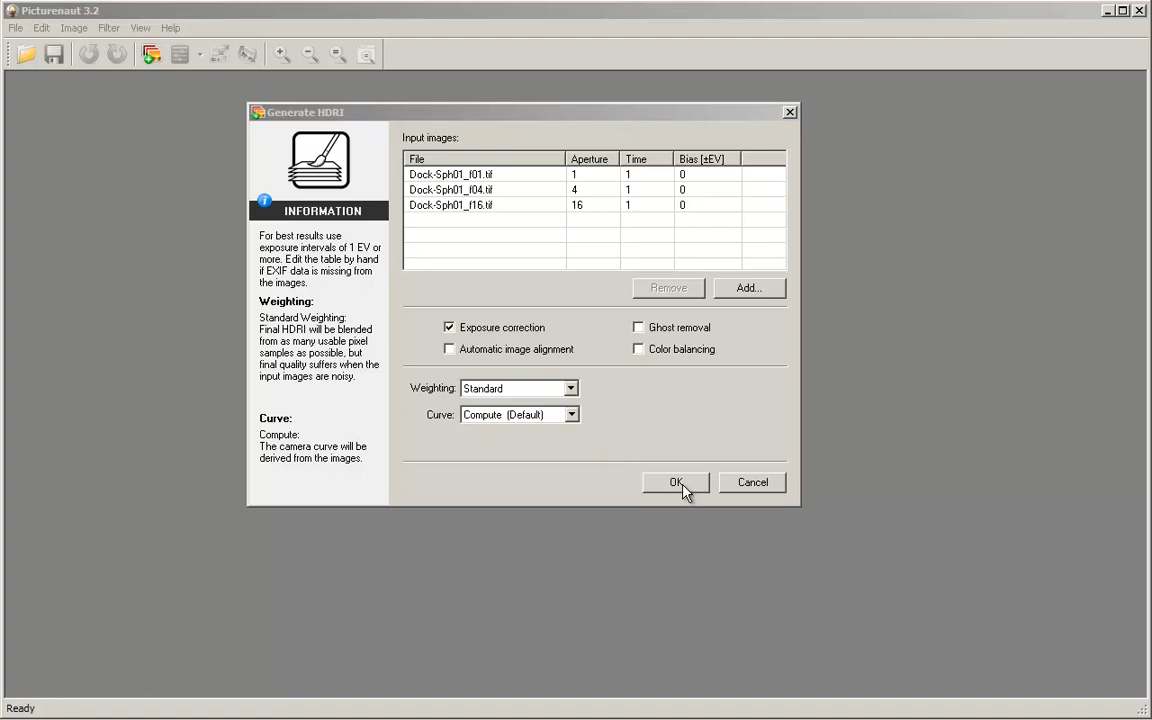 Picturenaut 3.2
File Edit Image Filter View Help
Generate HDRI
INFORMATION
For best results use
exposure intervals of 1 EV or
more. Edit the table by hand
if EXIF data is missing from
the images.
Weighting:
Standard Weighting:
Final HDRI will be blended
from as many usable pixel
samples as possible, but
final quality suffers when the
input images are noisy.
Curve:
Compute:
The camera curve will be
derived from the images.
Input images:
File Aperture Time Bias [±EV]
Dock-Sph01_f01.tif 1 1 0
Dock-Sph01_f04.tif 4 1 0
Dock-Sph01_f16.tif 16 1 0
Remove Add...
Exposure correction Ghost removal
Automatic image alignment Color balancing
Weighting: Standard
Curve: Compute (Default)
OK Cancel
Ready